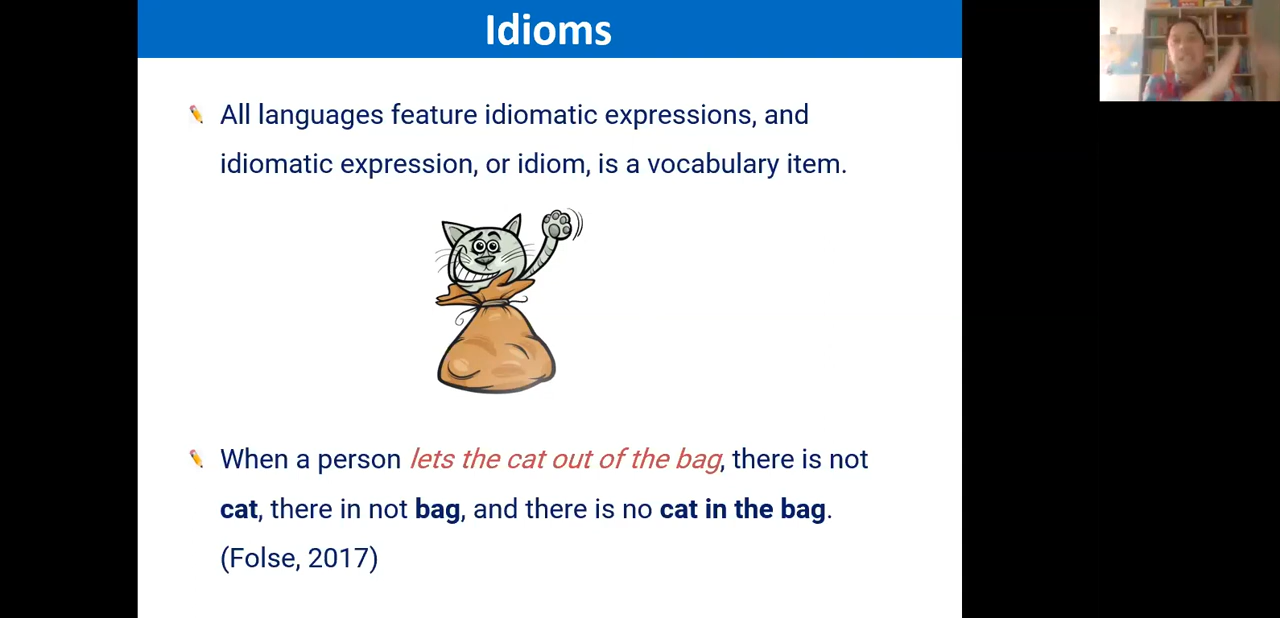 Idioms
All languages feature idiomatic expressions, and
idiomatic expression, or idiom, is a vocabulary item.
When a person lets the cat out of the bag, there is not
cat, there in not bag, and there is no cat in the bag.
(Folse, 2017)